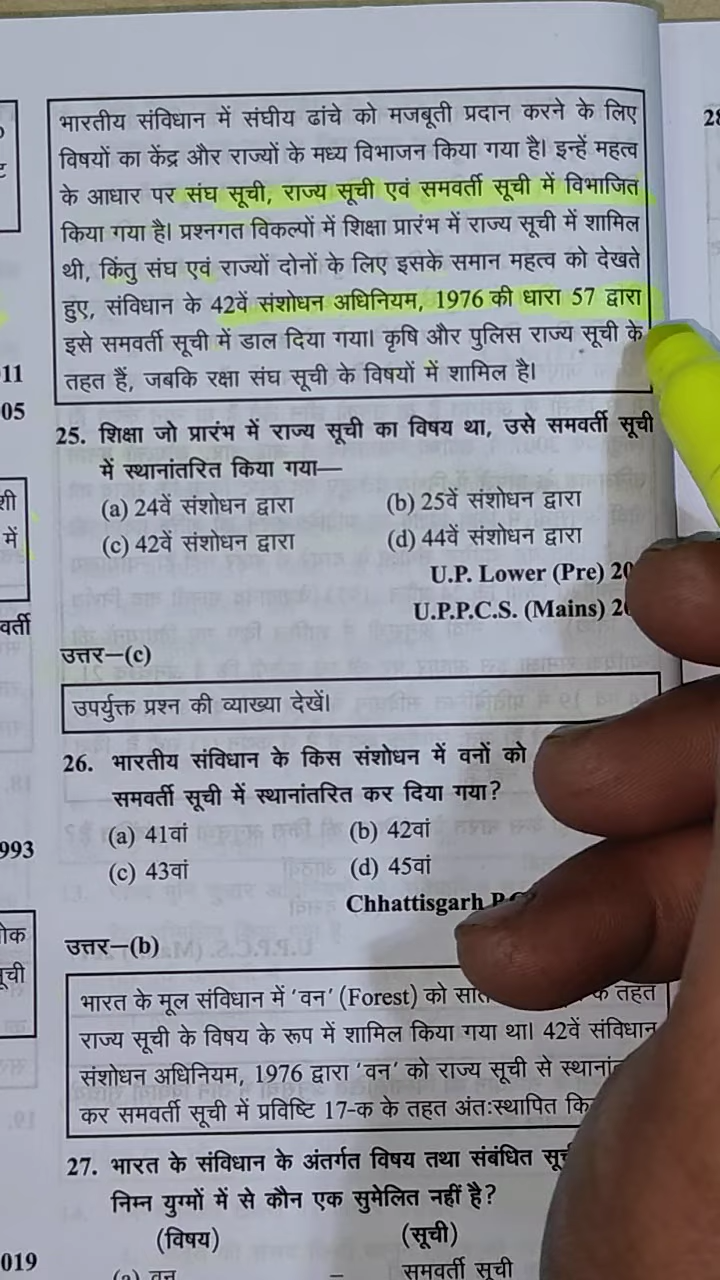 भारतीय संविधान में संघीय ढांचे को मजबूती प्रदान करने के लिए
विषयों का केंद्र और राज्यों के मध्य विभाजन किया गया है। इन्हें महत्व
के आधार पर संघ सूची, राज्य सूची एवं समवर्ती सूची में विभाजित
किया गया है। प्रश्नगत विकल्पों में शिक्षा प्रारंभ में राज्य सूची में शामिल
थी, किंतु संघ एवं राज्यों दोनों के लिए इसके समान महत्व को देखते
हुए, संविधान के 42वें संशोधन अधिनियम, 1976 की धारा 57 द्वारा
इसे समवर्ती सूची में डाल दिया गया। कृषि और पुलिस राज्य सूची के
तहत हैं, जबकि रक्षा संघ सूची के विषयों में शामिल है।
25. शिक्षा जो प्रारंभ में राज्य सूची का विषय था, उसे समवर्ती सूची
में स्थानांतरित किया गया—
(a) 24वें संशोधन द्वारा (b) 25वें संशोधन द्वारा
(c) 42वें संशोधन द्वारा (d) 44वें संशोधन द्वारा
U.P. Lower (Pre)
U.P.P.C.S. (Mains)
उत्तर—(c)
उपर्युक्त प्रश्न की व्याख्या देखें।
26. भारतीय संविधान के किस संशोधन में वनों को
समवर्ती सूची में स्थानांतरित कर दिया गया?
(a) 41वां (b) 42वां
(c) 43वां (d) 45वां
Chhattisgarh
उत्तर—(b)
भारत के मूल संविधान में 'वन' (Forest) को के तहत
राज्य सूची के विषय के रूप में शामिल किया गया था। 42वें संविधान
संशोधन अधिनियम, 1976 द्वारा 'वन' को राज्य सूची से
कर समवर्ती सूची में प्रविष्टि 17-क के तहत अंतःस्थापित
27. भारत के संविधान के अंतर्गत विषय तथा संबंधित
निम्न युग्मों में से कौन एक सुमेलित नहीं है?
(विषय) (सूची)
(a) वन – समवर्ती सूची
11
05
993
019